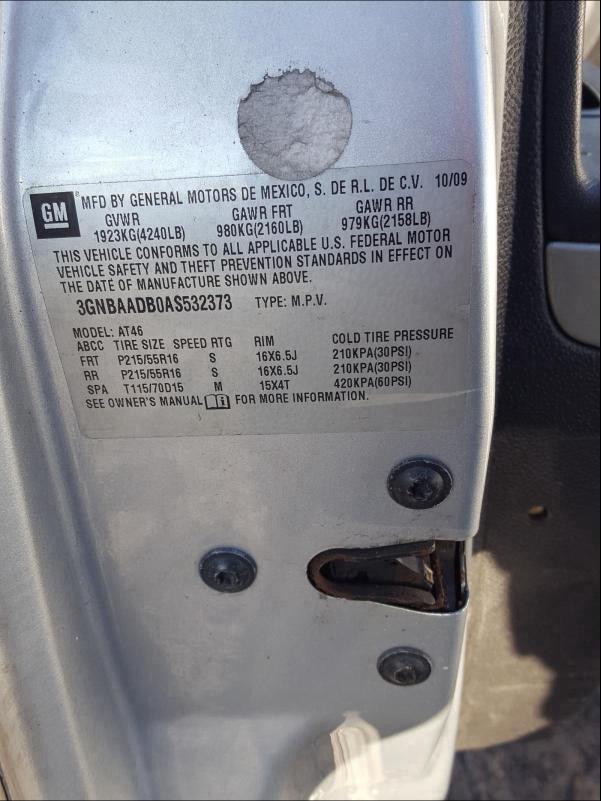 GM MFD BY GENERAL MOTORS DE MEXICO, S. DE R.L. DE C.V. 10/09
GVWR GAWR FRT GAWR RR
1923KG(4240LB) 980KG(2160LB) 979KG(2158LB)
THIS VEHICLE CONFORMS TO ALL APPLICABLE U.S. FEDERAL MOTOR
VEHICLE SAFETY AND THEFT PREVENTION STANDARDS IN EFFECT ON
THE DATE OF MANUFACTURE SHOWN ABOVE.
3GNBAADB0AS532373 TYPE: M.P.V.
MODEL: AT46
ABCC TIRE SIZE SPEED RTG RIM COLD TIRE PRESSURE
FRT P215/55R16 S 16X6.5J 210KPA(30PSI)
RR P215/55R16 S 16X6.5J 210KPA(30PSI)
SPA T115/70D15 M 15X4T 420KPA(60PSI)
SEE OWNER'S MANUAL FOR MORE INFORMATION.